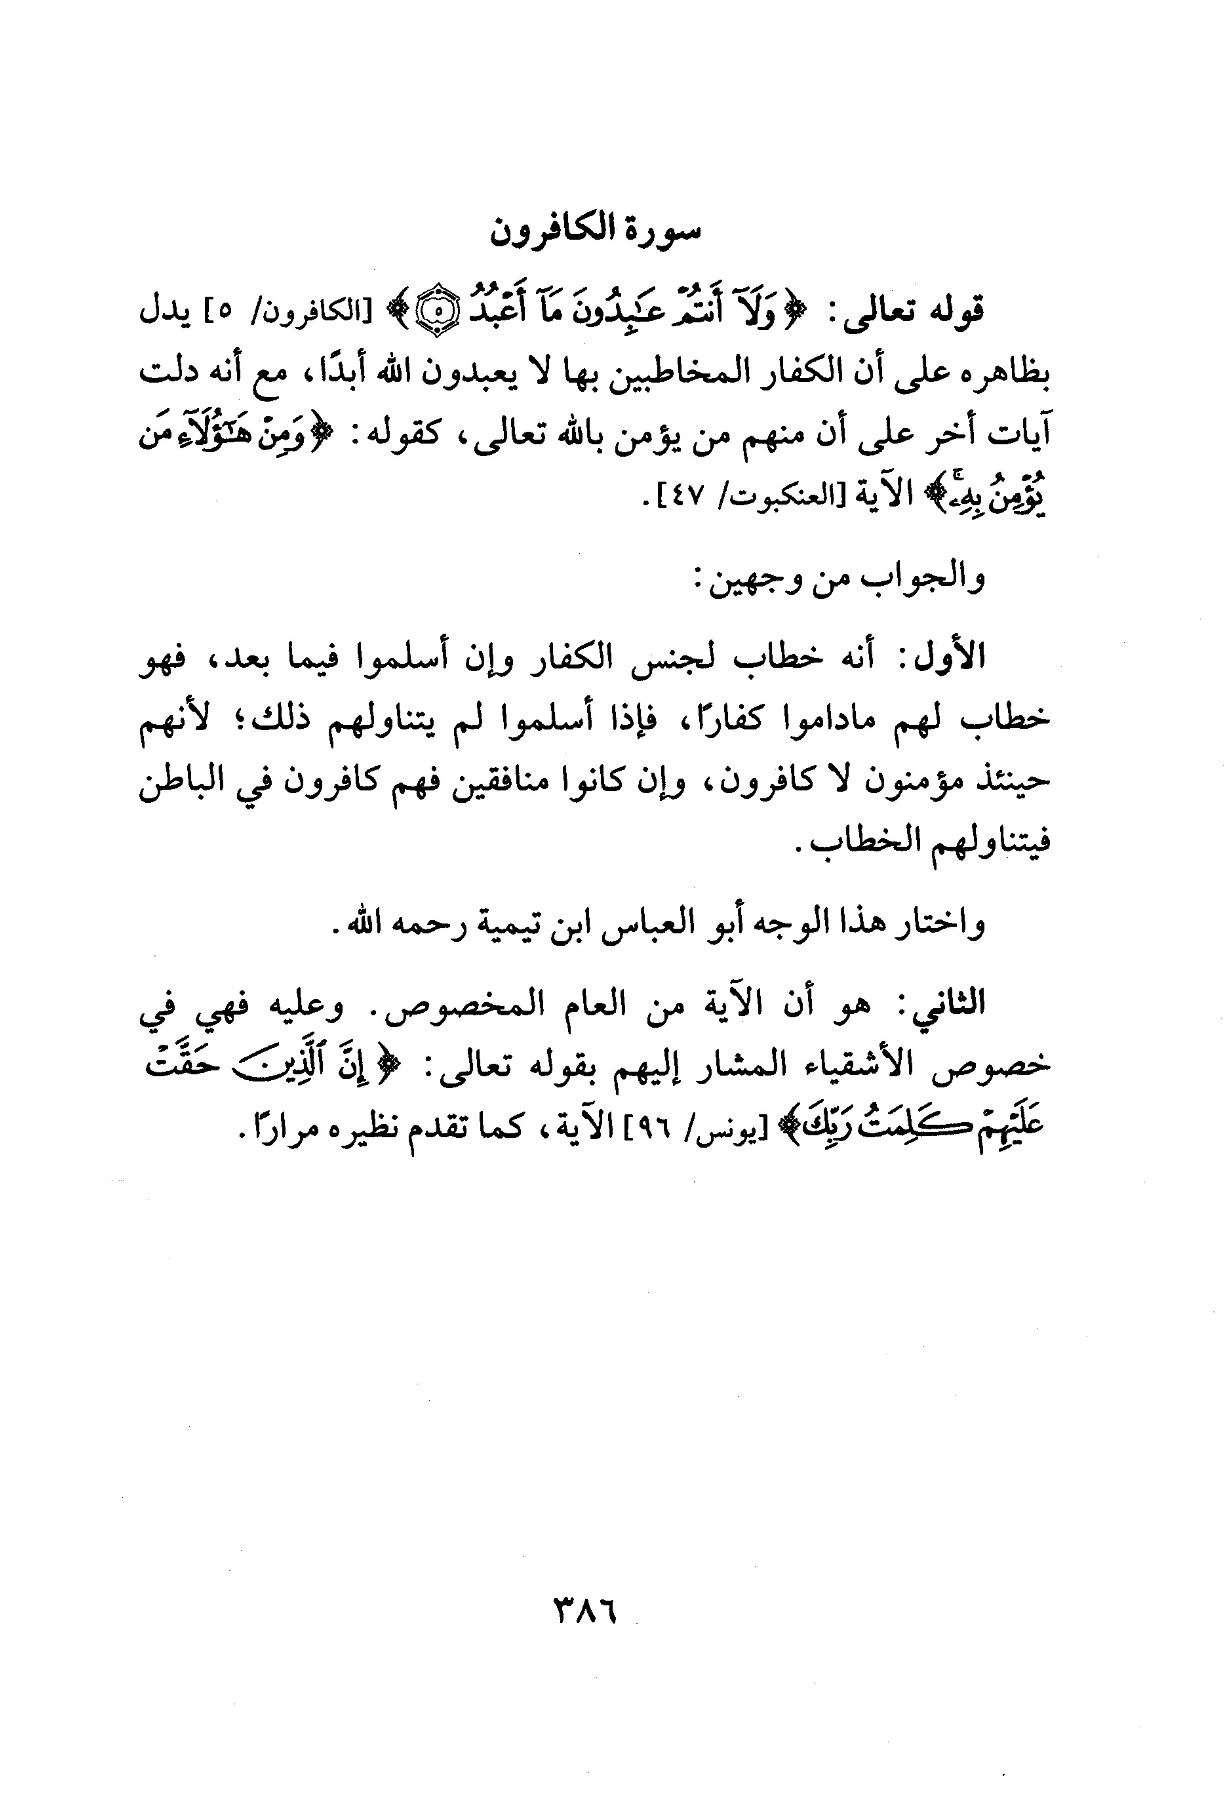 سورة الكافرون
قوله تعالى: ﴿وَلَآ أَنتُمۡ عَٰبِدُونَ مَآ أَعۡبُدُ ٥﴾ [الكافرون/ ٥] يدل
بظاهره على أن الكفار المخاطبين بها لا يعبدون الله أبدًا، مع أنه دلت
آيات أخر على أن منهم من يؤمن بالله تعالى، كقوله: ﴿وَمِنۡ هَٰٓؤُلَآءِ مَن
يُؤۡمِنُ بِهِۦۚ﴾ الآية [العنكبوت/ ٤٧].
والجواب من وجهين:
الأول: أنه خطاب لجنس الكفار وإن أسلموا فيما بعد، فهو
خطاب لهم ماداموا كفارًا، فإذا أسلموا لم يتناولهم ذلك؛ لأنهم
حينئذ مؤمنون لا كافرون، وإن كانوا منافقين فهم كافرون في الباطن
فيتناولهم الخطاب.
واختار هذا الوجه أبو العباس ابن تيمية رحمه الله.
الثاني: هو أن الآية من العام المخصوص. وعليه فهي في
خصوص الأشقياء المشار إليهم بقوله تعالى: ﴿إِنَّ ٱلَّذِينَ حَقَّتۡ
عَلَيۡهِمۡ كَلِمَتُ رَبِّكَ﴾ [يونس/ ٩٦] الآية، كما تقدم نظيره مرارًا.
٣٨٦